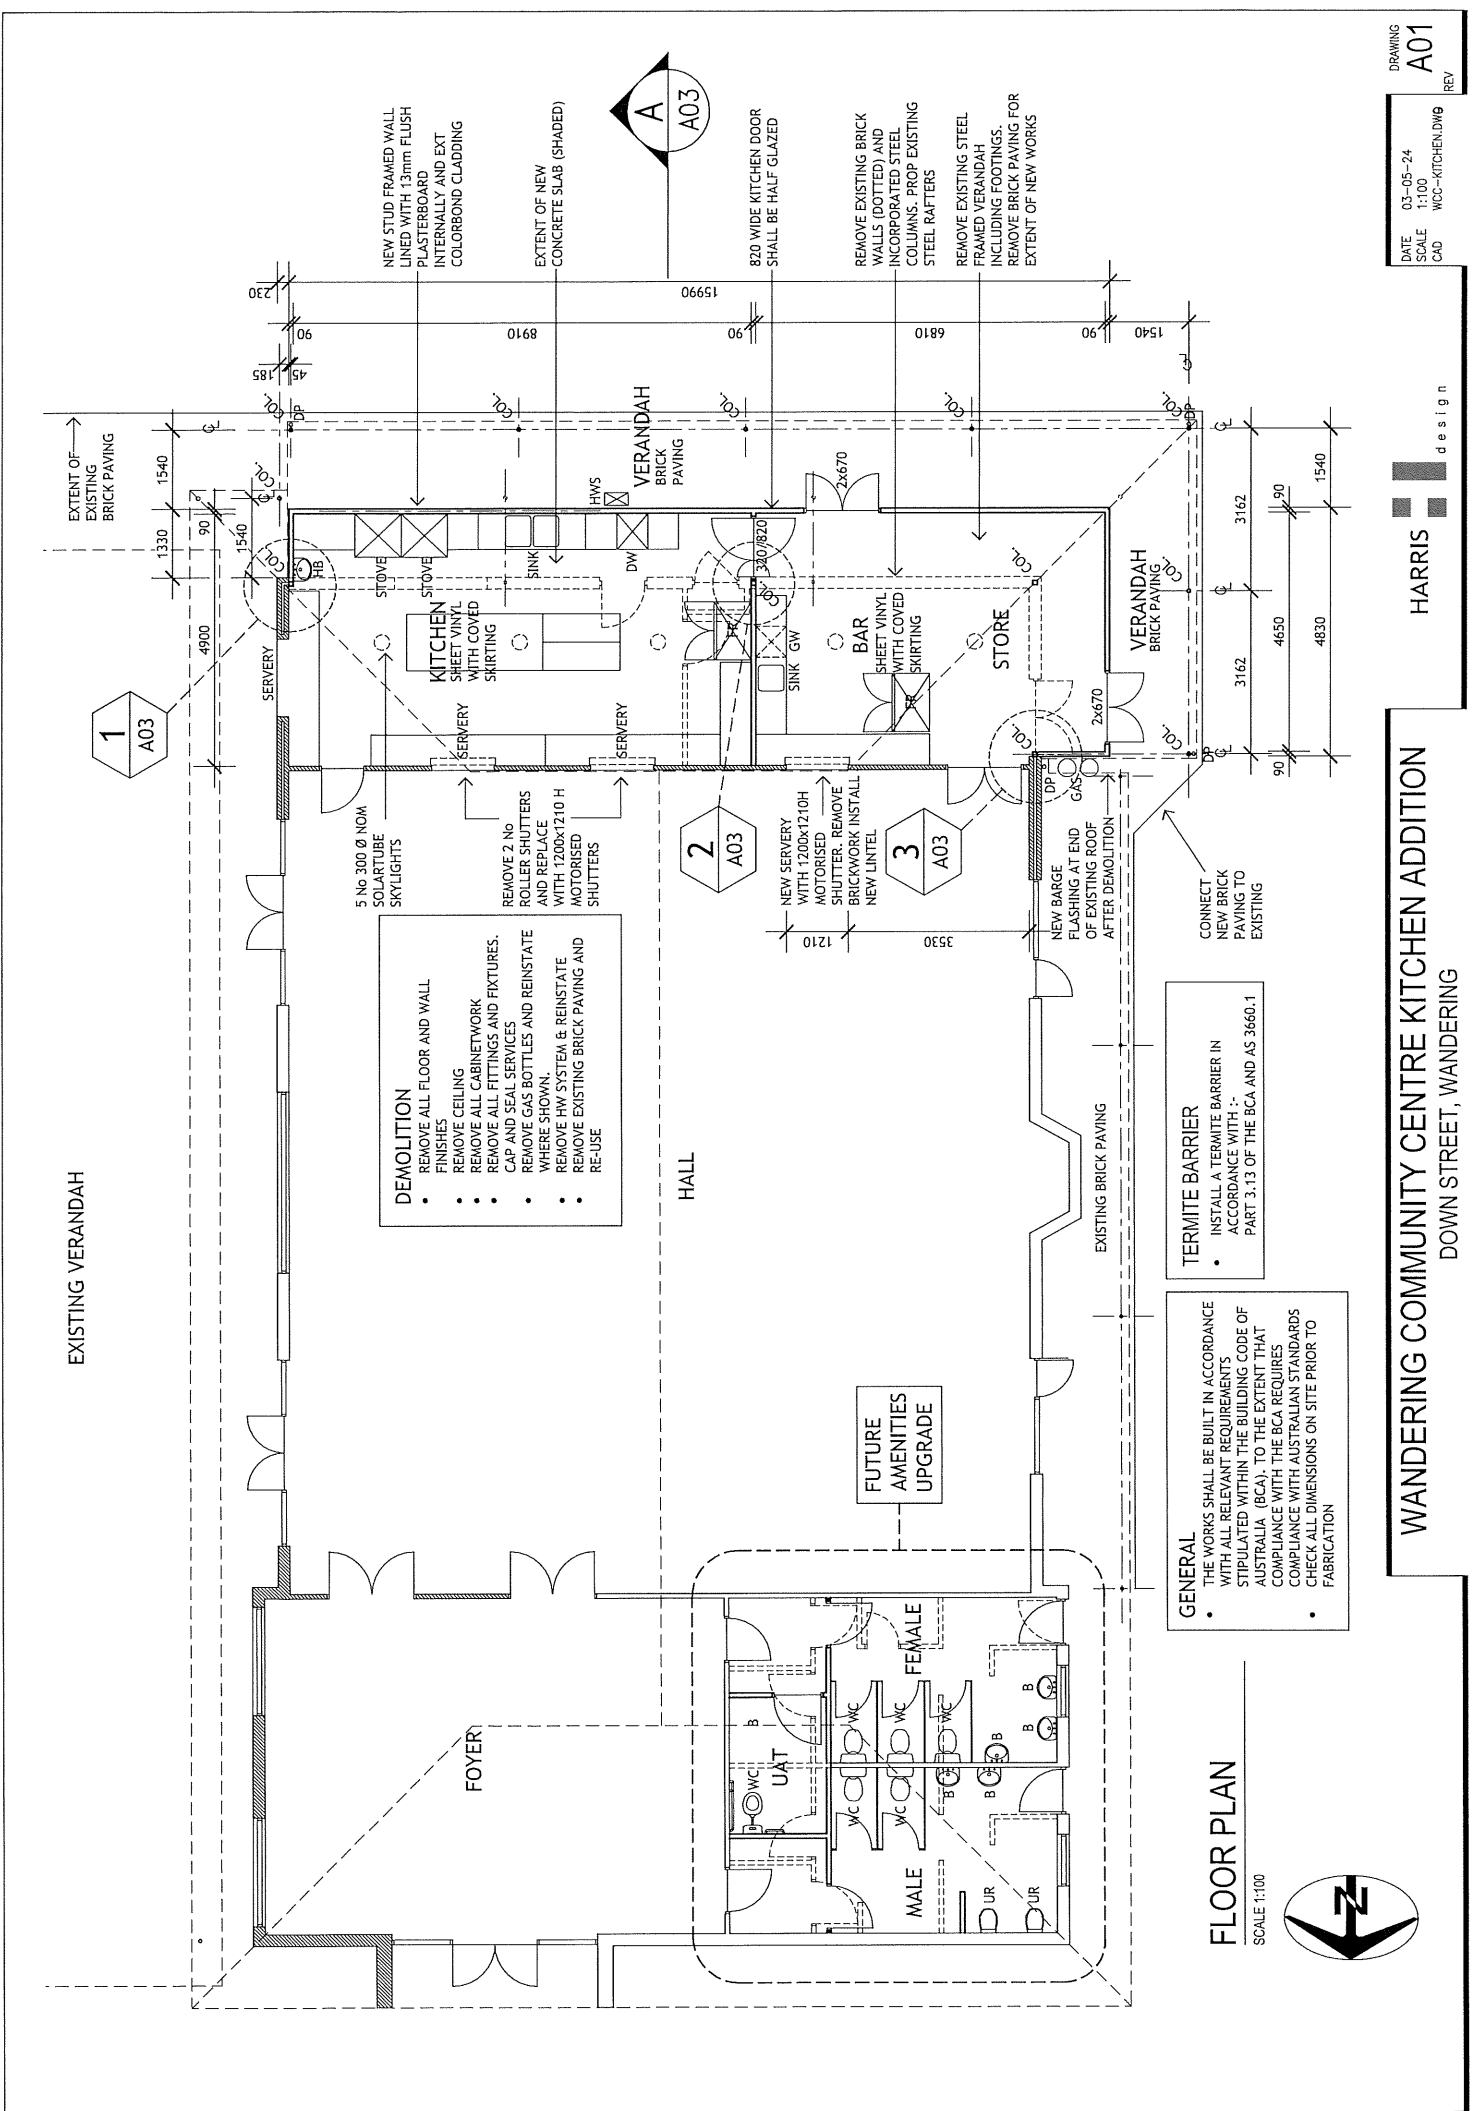 EXISTING VERANDAH
EXTENT OF
EXISTING
BRICK PAVING
1330
90
1540
1540
4900
COL.
COL.
COL.
185
45
230
DP
1
A03
SERVERY
HB
NEW STUD FRAMED WALL
LINED WITH 13mm FLUSH
PLASTERBOARD
INTERNALLY AND EXT
COLORBOND CLADDING
EXTENT OF NEW
CONCRETE SLAB (SHADED)
A
A03
820 WIDE KITCHEN DOOR
SHALL BE HALF GLAZED
REMOVE EXISTING BRICK
WALLS (DOTTED) AND
INCORPORATED STEEL
COLUMNS. PROP EXISTING
STEEL RAFTERS
REMOVE EXISTING STEEL
FRAMED VERANDAH
INCLUDING FOOTINGS.
REMOVE BRICK PAVING FOR
EXTENT OF NEW WORKS
90
8910
90
6810
90
1540
15990
STOVE
STOVE
SINK
DW
HWS
COL.
COL.
COL.
VERANDAH
BRICK
PAVING
KITCHEN
SHEET VINYL
WITH COVED
SKIRTING
320/820
2x670
COL.
FR
SERVERY
SERVERY
SINK
GW
BAR
SHEET VINYL
WITH COVED
SKIRTING
FR
STORE
COL.
COL.
2x670
VERANDAH
BRICK PAVING
DP
COL.
COL.
DP
3162
3162
90
4650
90
1540
4830
5 No 300 Ø NOM
SOLARTUBE
SKYLIGHTS
REMOVE 2 No
ROLLER SHUTTERS
AND REPLACE
WITH 1200x1210 H
MOTORISED
SHUTTERS
2
A03
NEW SERVERY
WITH 1200x1210H
MOTORISED
SHUTTER. REMOVE
BRICKWORK INSTALL
NEW LINTEL
3
A03
1210
3530
DP
GAS
NEW BARGE
FLASHING AT END
OF EXISTING ROOF
AFTER DEMOLITION
CONNECT
NEW BRICK
PAVING TO
EXISTING
DEMOLITION
• REMOVE ALL FLOOR AND WALL
FINISHES
• REMOVE CEILING
• REMOVE ALL CABINETWORK
• REMOVE ALL FITTINGS AND FIXTURES.
CAP AND SEAL SERVICES
• REMOVE GAS BOTTLES AND REINSTATE
WHERE SHOWN.
• REMOVE HW SYSTEM & REINSTATE
• REMOVE EXISTING BRICK PAVING AND
RE-USE
HALL
EXISTING BRICK PAVING
FUTURE
AMENITIES
UPGRADE
FOYER
UAT
WC
B
MALE
FEMALE
WC
WC
WC
WC
WC
B
B
B
B
B
UR
UR
TERMITE BARRIER
• INSTALL A TERMITE BARRIER IN
ACCORDANCE WITH :-
PART 3.13 OF THE BCA AND AS 3660.1
GENERAL
• THE WORKS SHALL BE BUILT IN ACCORDANCE
WITH ALL RELEVANT REQUIREMENTS
STIPULATED WITHIN THE BUILDING CODE OF
AUSTRALIA (BCA). TO THE EXTENT THAT
COMPLIANCE WITH THE BCA REQUIRES
COMPLIANCE WITH AUSTRALIAN STANDARDS
• CHECK ALL DIMENSIONS ON SITE PRIOR TO
FABRICATION
FLOOR PLAN
SCALE 1:100
N
WANDERING COMMUNITY CENTRE KITCHEN ADDITION
DOWN STREET, WANDERING
HARRIS
design
DATE 03-05-24
SCALE 1:100
CAD WCC-KITCHEN.DWG
DRAWING
A01
REV